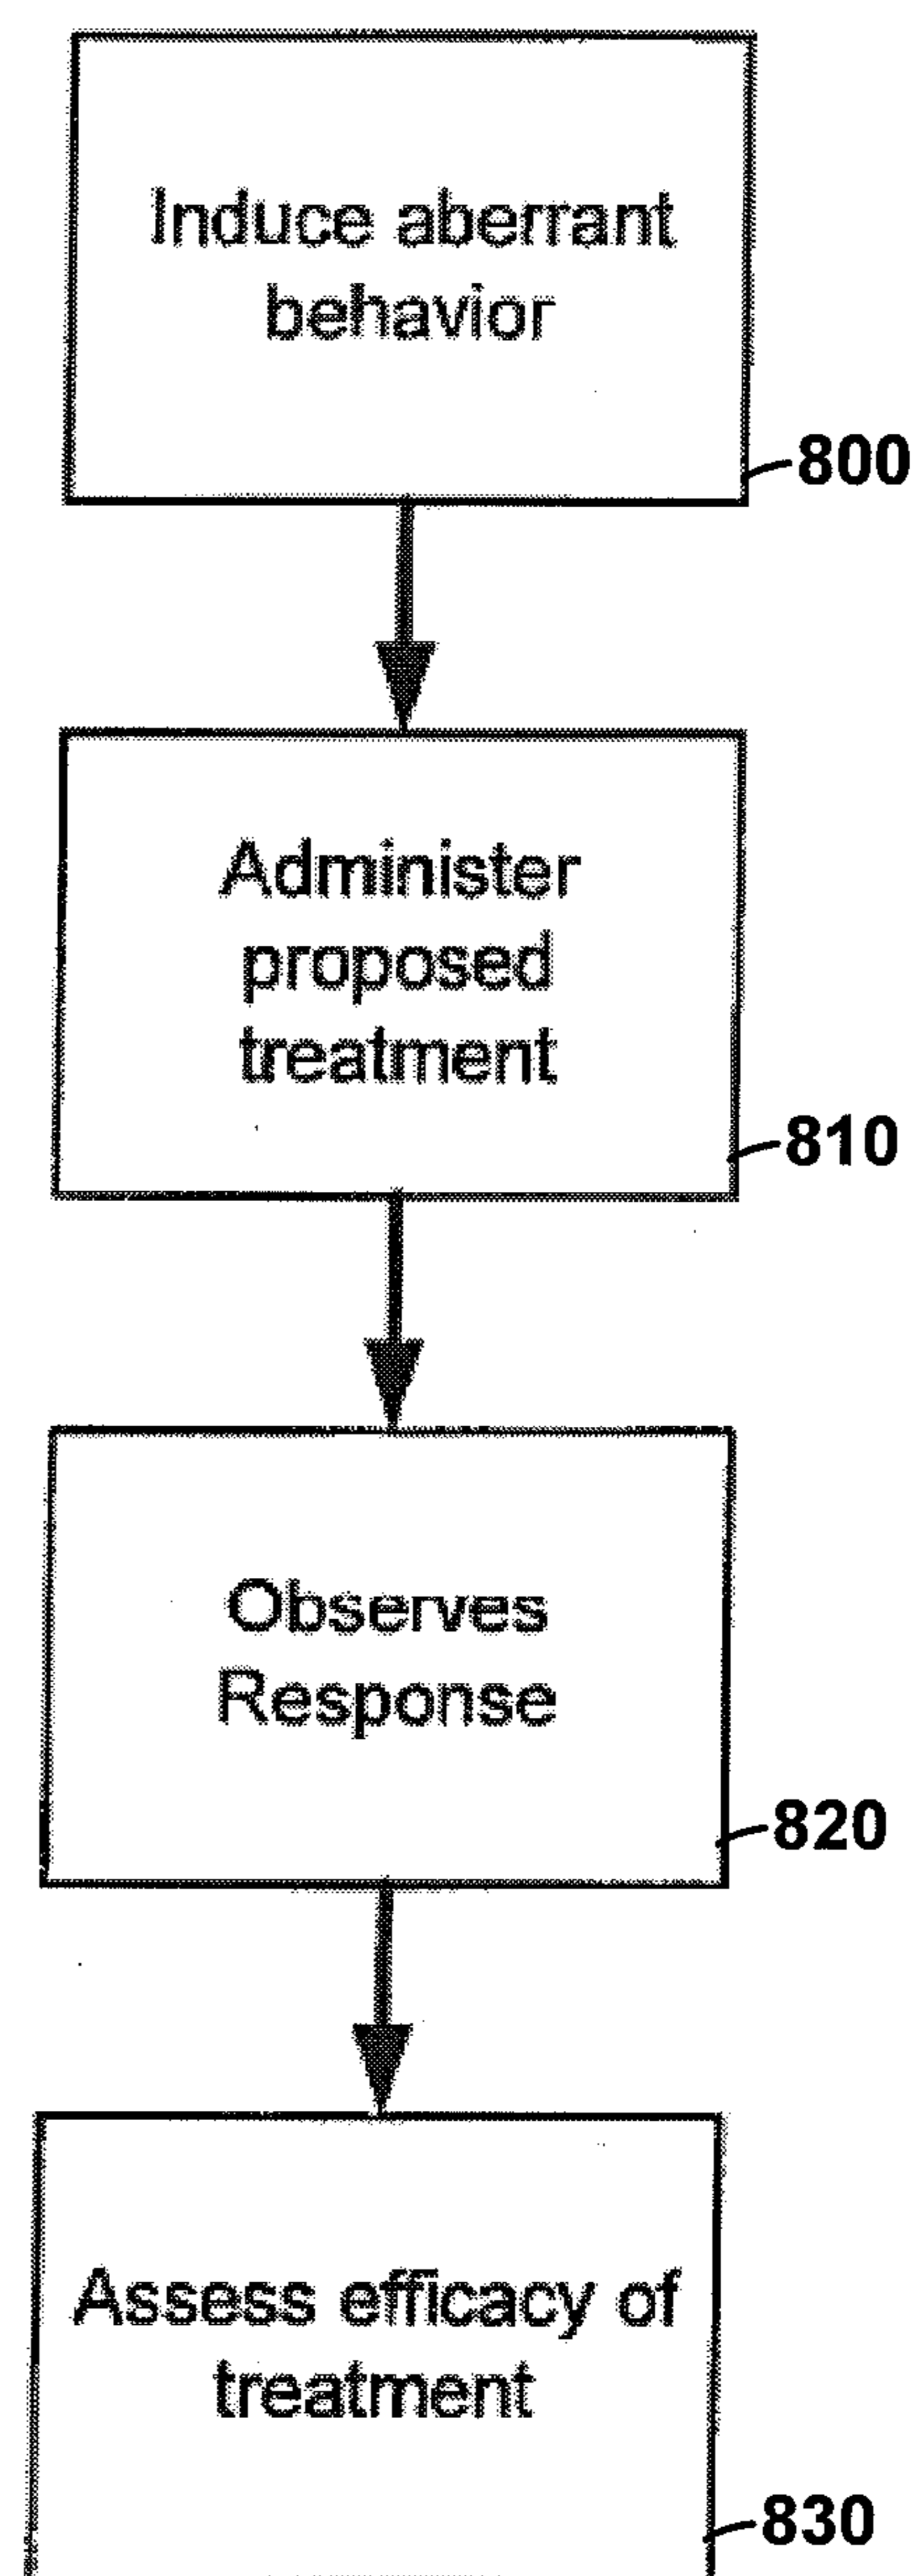 Induce aberrant
behavior
800
Administer
proposed
treatment
810
Observes
Response
820
Assess efficacy of
treatment
830